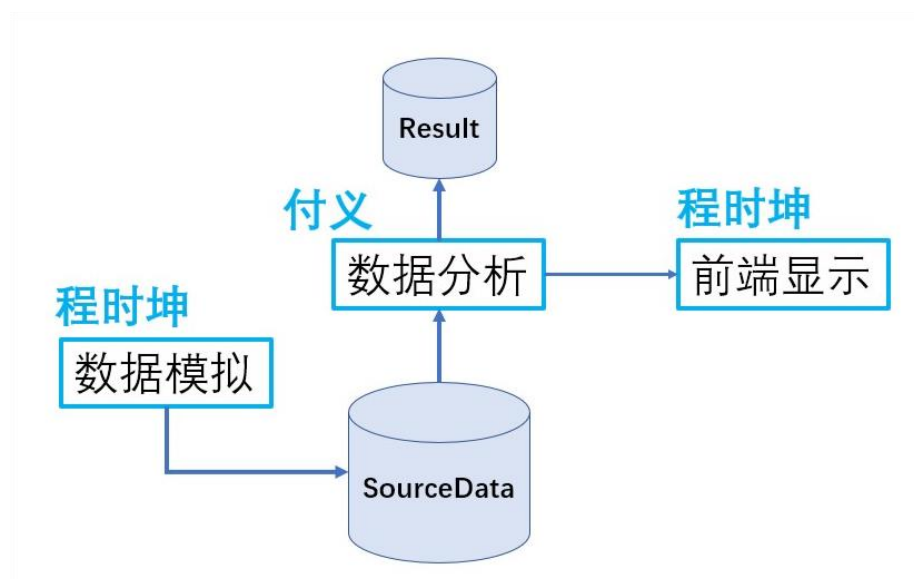 Result
付义
程时坤
数据分析
前端显示
程时坤
数据模拟
SourceData